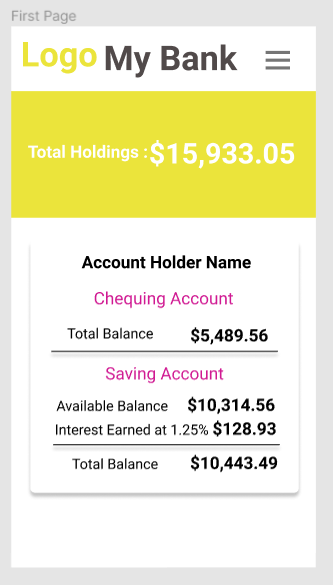 First Page
Logo My Bank
Total Holdings : $15,933.05
Account Holder Name
Chequing Account
Total Balance $5,489.56
Saving Account
Available Balance $10,314.56
Interest Earned at 1.25% $128.93
Total Balance $10,443.49